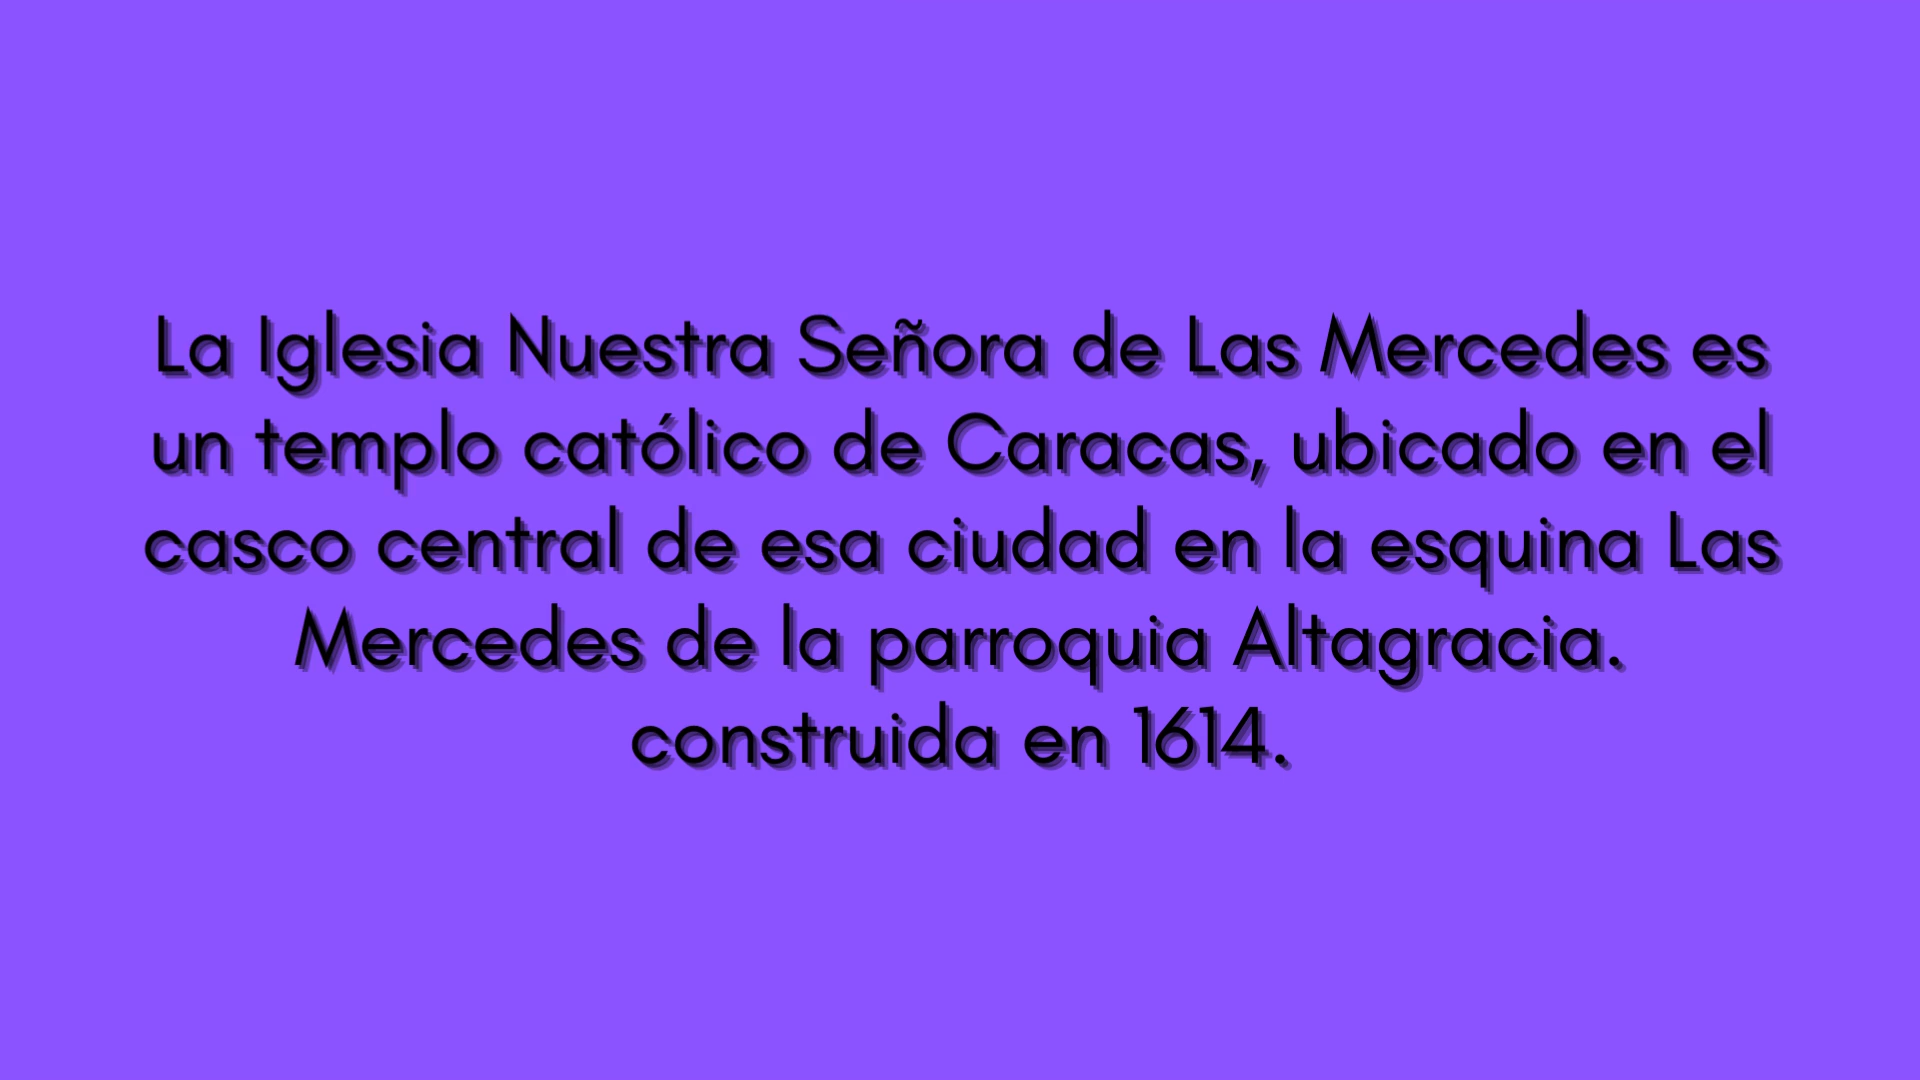 La Iglesia Nuestra Señora de Las Mercedes es
un templo católico de Caracas, ubicado en el
casco central de esa ciudad en la esquina Las
Mercedes de la parroquia Altagracia.
construida en 1614.